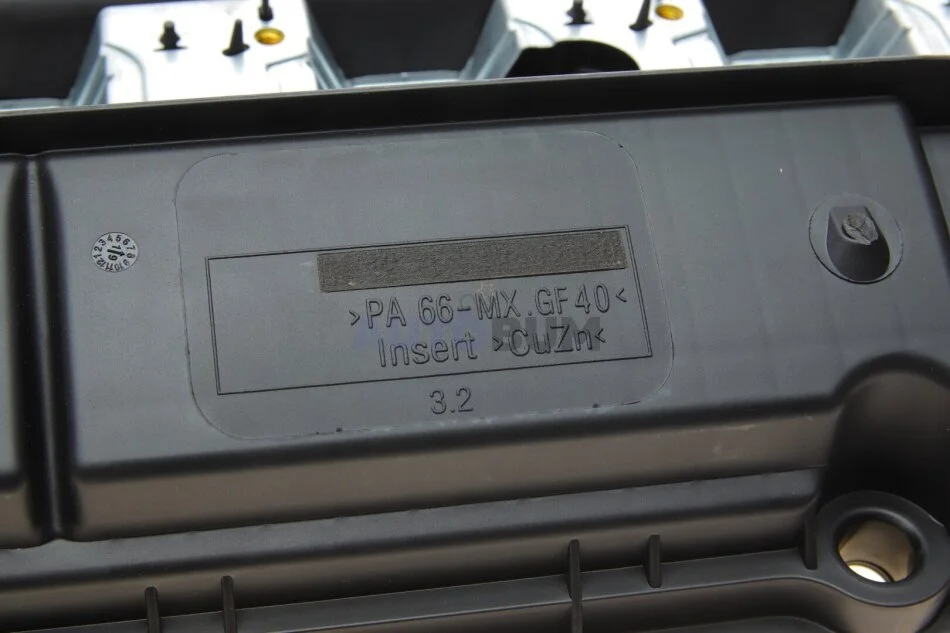 >PA 66-MX.GF40<
Insert >CuZn<
3.2